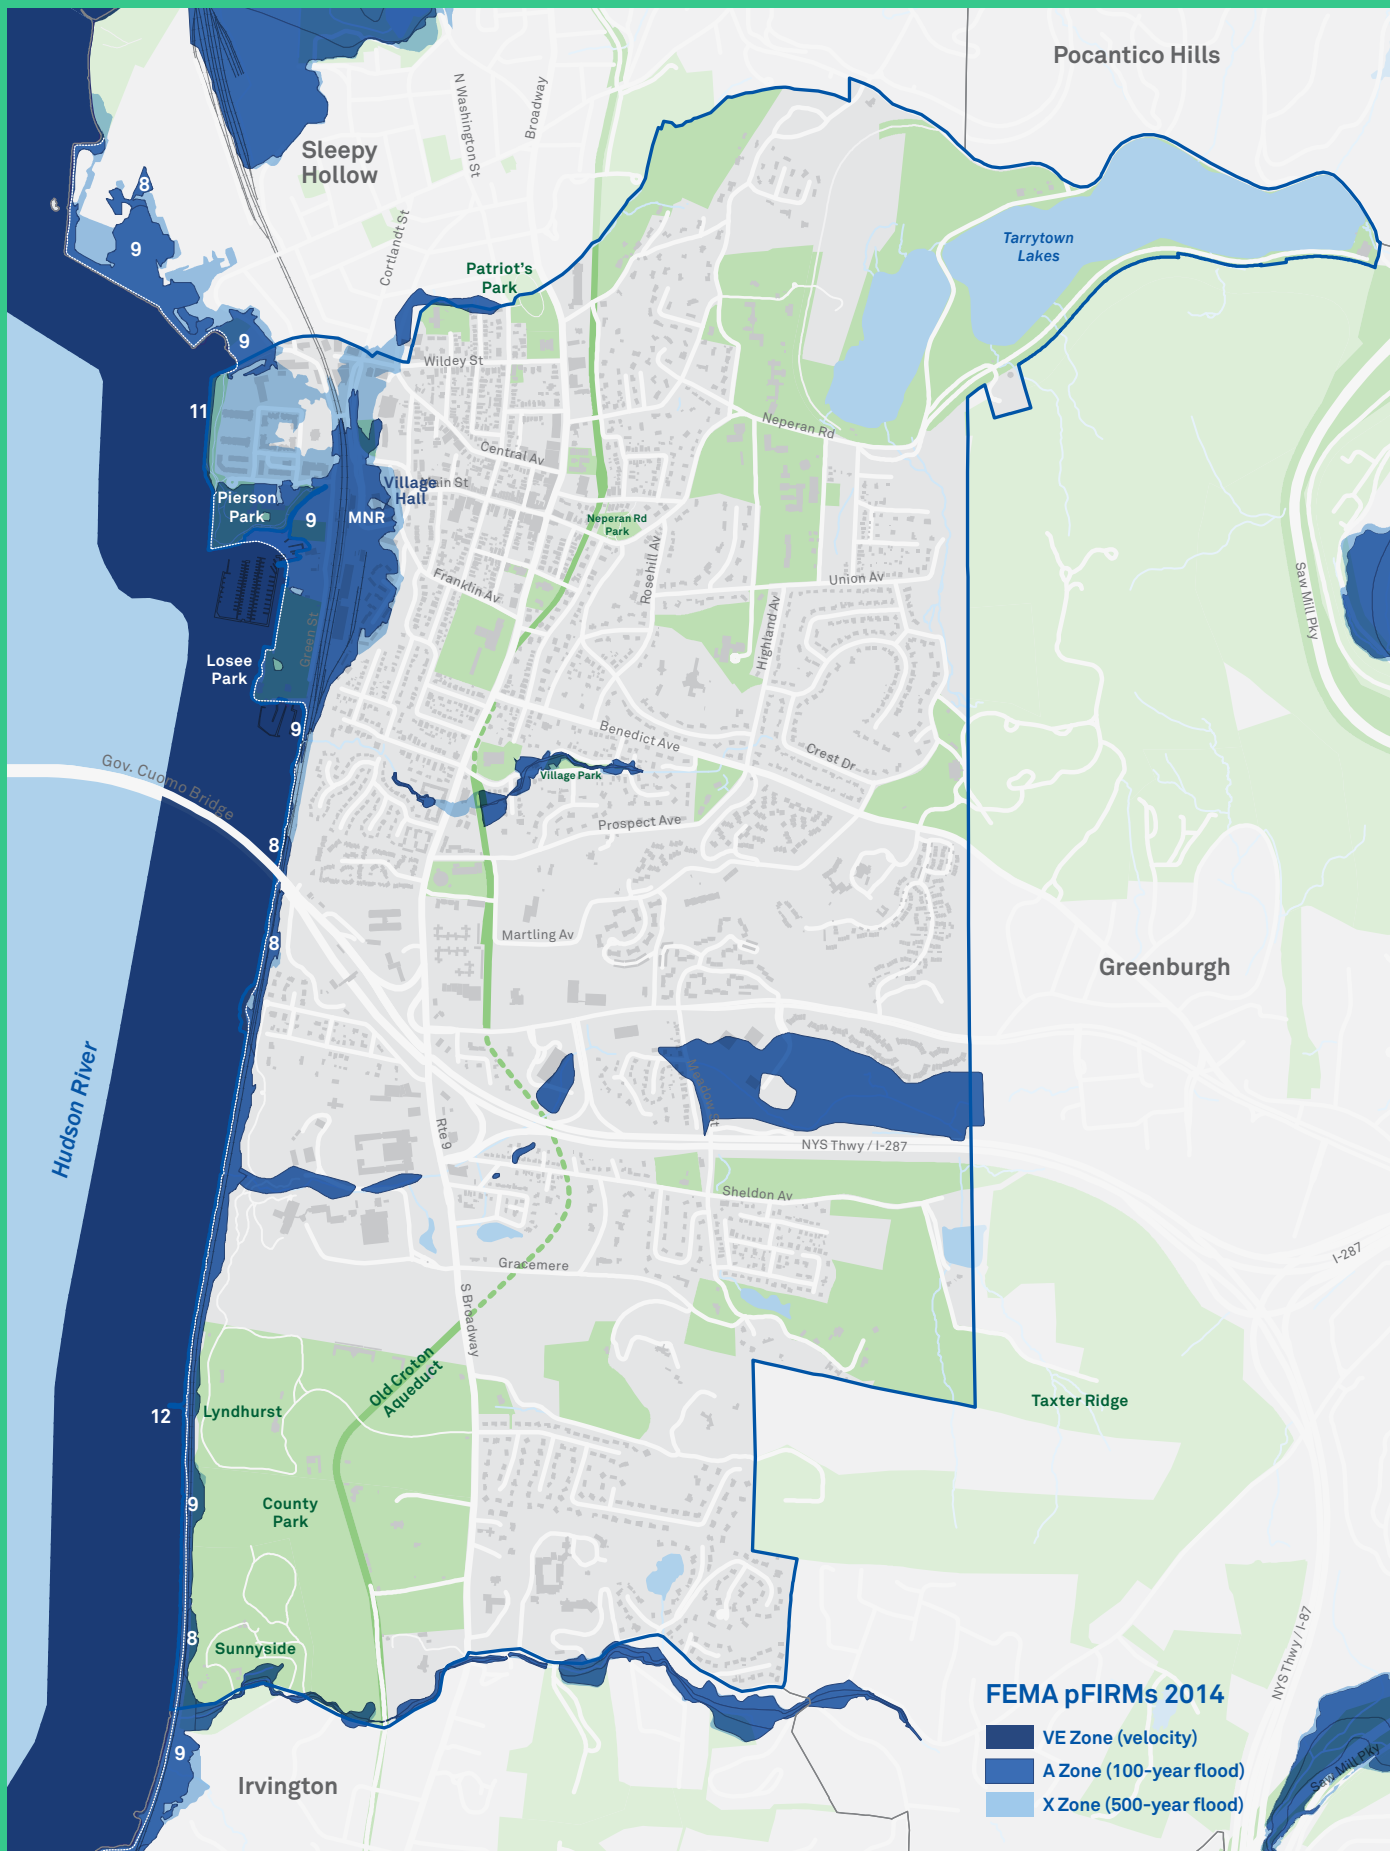 Pocantico Hills
N Washington St
Broadway
Sleepy
Hollow
8
9
Cortlandt St
Tarrytown
Lakes
Patriot's
Park
9
Wildey St
11
Neperan Rd
Central Av
Village
Hall
Main St
Pierson
Park
9
MNR
Neperan Rd
Park
Rosehill Av
Franklin Av
Union Av
Saw Mill Pky
Green St
Highland Av
Losee
Park
9
Benedict Ave
Crest Dr
Gov. Cuomo Bridge
Village Park
Prospect Ave
8
Martling Av
8
Greenburgh
Hudson River
Meadow St
Rte 9
NYS Thwy / I-287
Sheldon Av
I-287
Gracemere
S Broadway
Old Croton
Aqueduct
12
Lyndhurst
Taxter Ridge
9
County
Park
8
Sunnyside
NYS Thwy / I-87
9
Irvington
FEMA pFIRMs 2014
VE Zone (velocity)
A Zone (100-year flood)
X Zone (500-year flood)
Saw Mill Pky